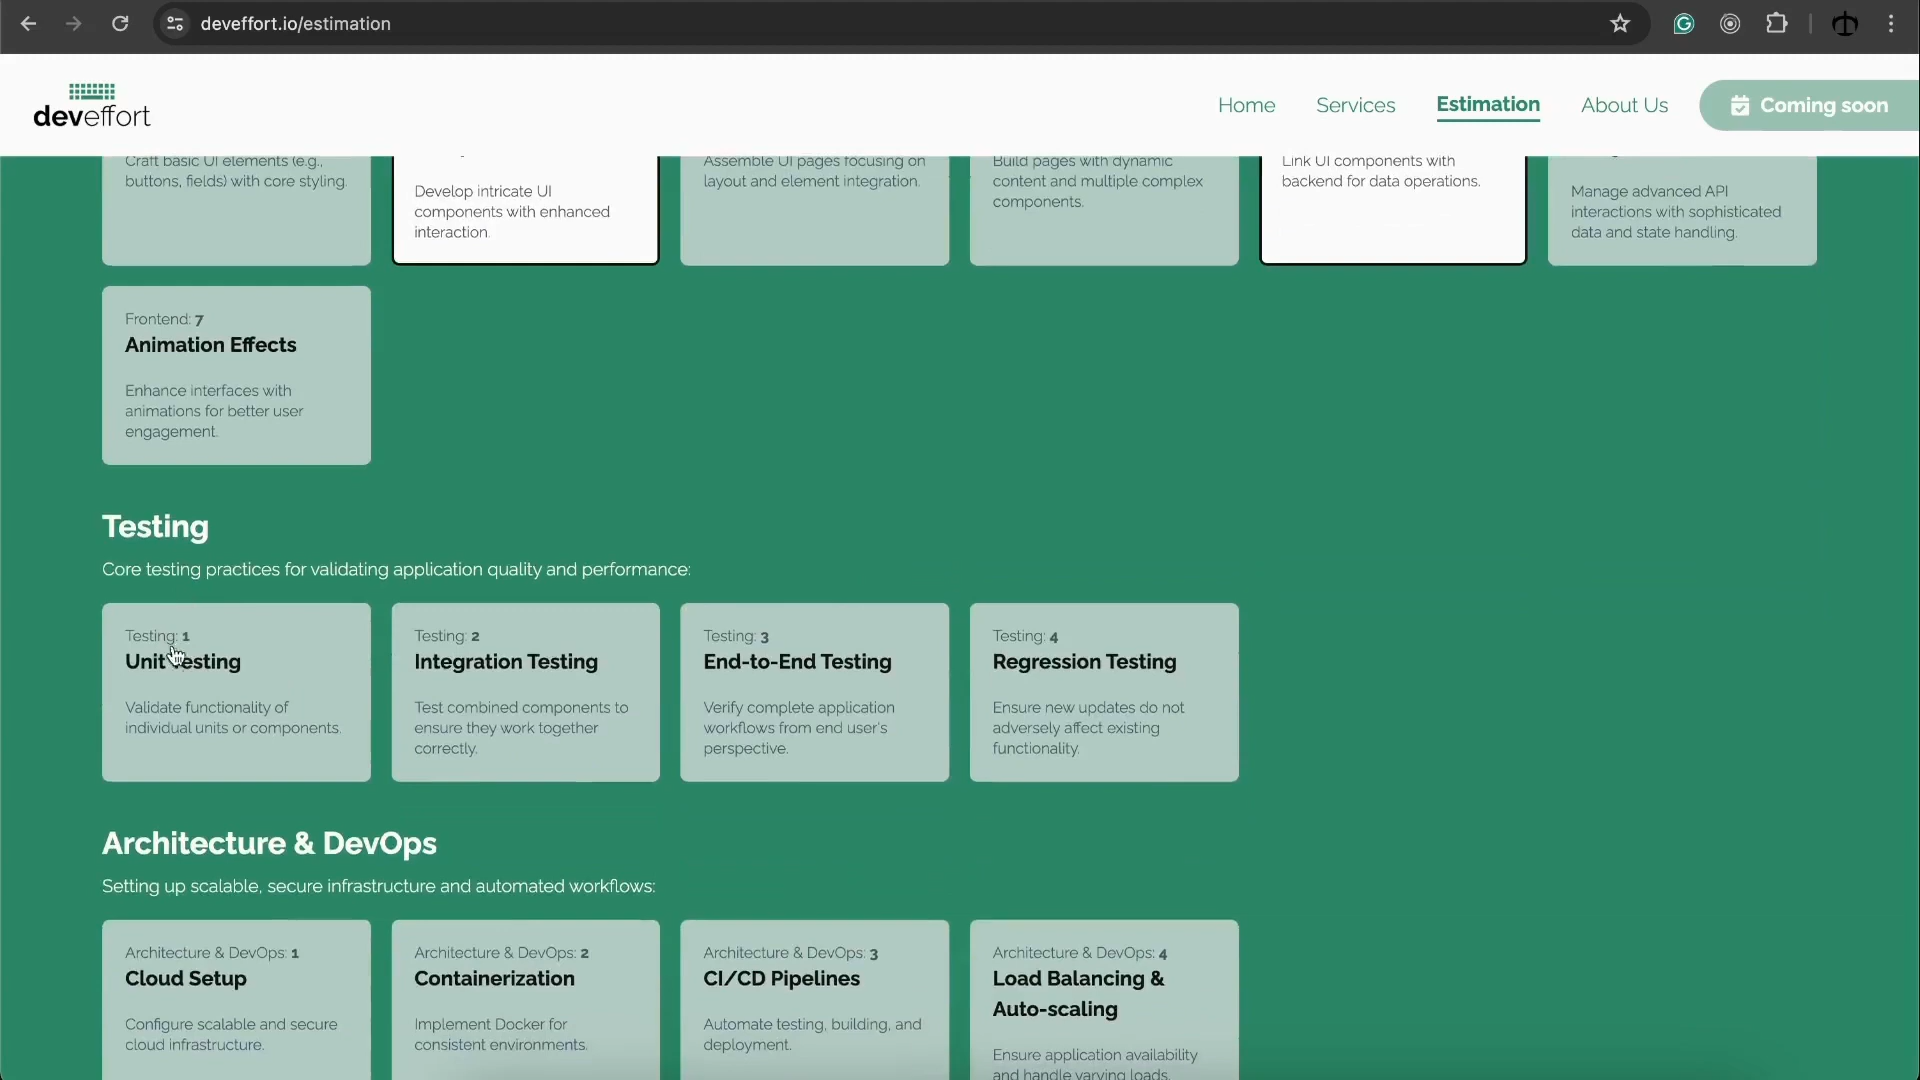 deveffort.io/estimation
deveffort
Home
Services
Estimation
About Us
Coming soon
Craft basic UI elements (e.g.,
buttons, fields) with core styling.
Develop intricate UI
components with enhanced
interaction.
Assemble UI pages focusing on
layout and element integration.
Build pages with dynamic
content and multiple complex
components.
Link UI components with
backend for data operations.
Manage advanced API
interactions with sophisticated
data and state handling.
Frontend: 7
Animation Effects
Enhance interfaces with
animations for better user
engagement.
Testing
Core testing practices for validating application quality and performance:
Testing: 1
Unit Testing
Validate functionality of
individual units or components.
Testing: 2
Integration Testing
Test combined components to
ensure they work together
correctly.
Testing: 3
End-to-End Testing
Verify complete application
workflows from end user's
perspective.
Testing: 4
Regression Testing
Ensure new updates do not
adversely affect existing
functionality.
Architecture & DevOps
Setting up scalable, secure infrastructure and automated workflows:
Architecture & DevOps: 1
Cloud Setup
Configure scalable and secure
cloud infrastructure.
Architecture & DevOps: 2
Containerization
Implement Docker for
consistent environments.
Architecture & DevOps: 3
CI/CD Pipelines
Automate testing, building, and
deployment.
Architecture & DevOps: 4
Load Balancing &
Auto-scaling
Ensure application availability
and handle varying loads.